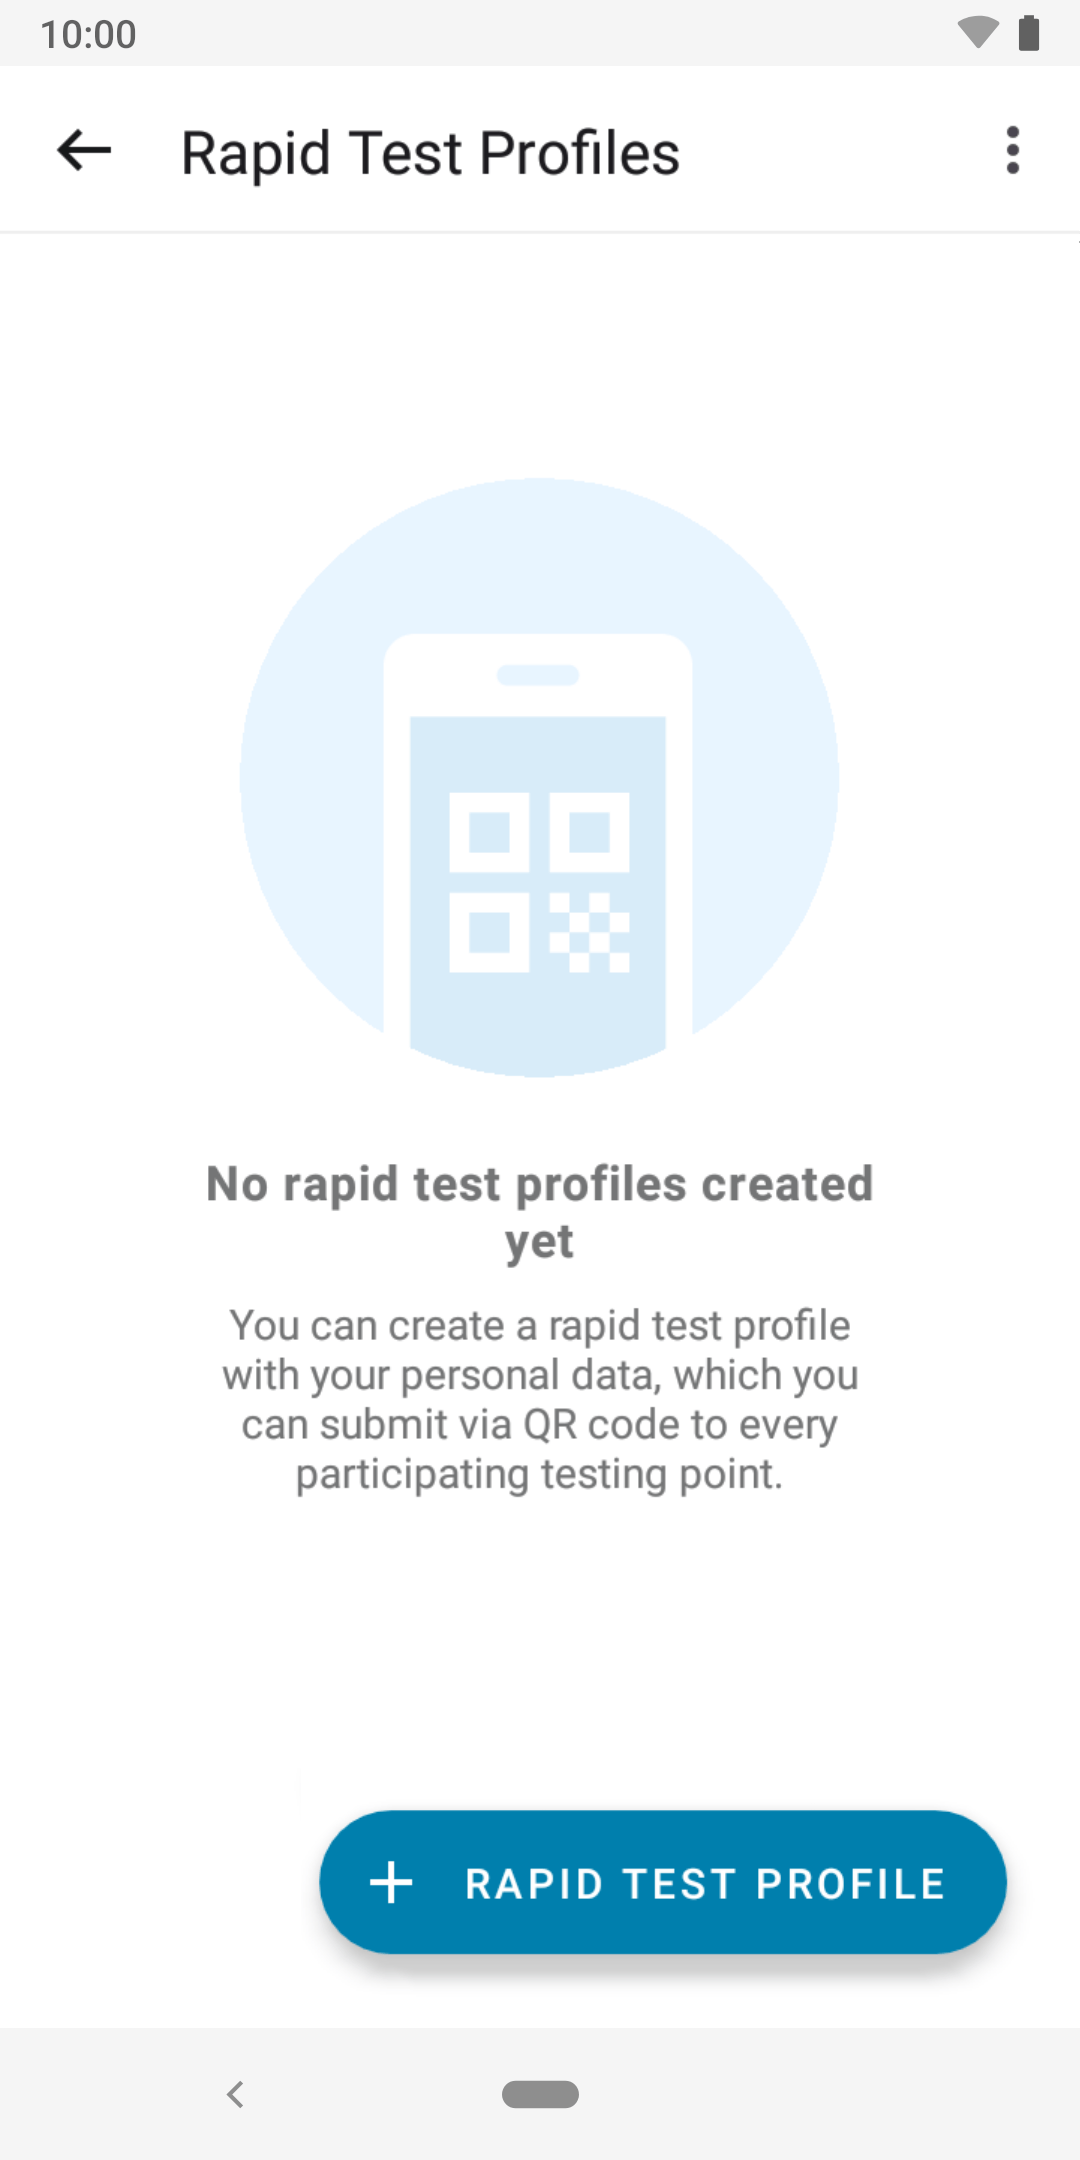 10:00
Rapid Test Profiles
No rapid test profiles created
yet
You can create a rapid test profile
with your personal data, which you
can submit via QR code to every
participating testing point.
RAPID TEST PROFILE